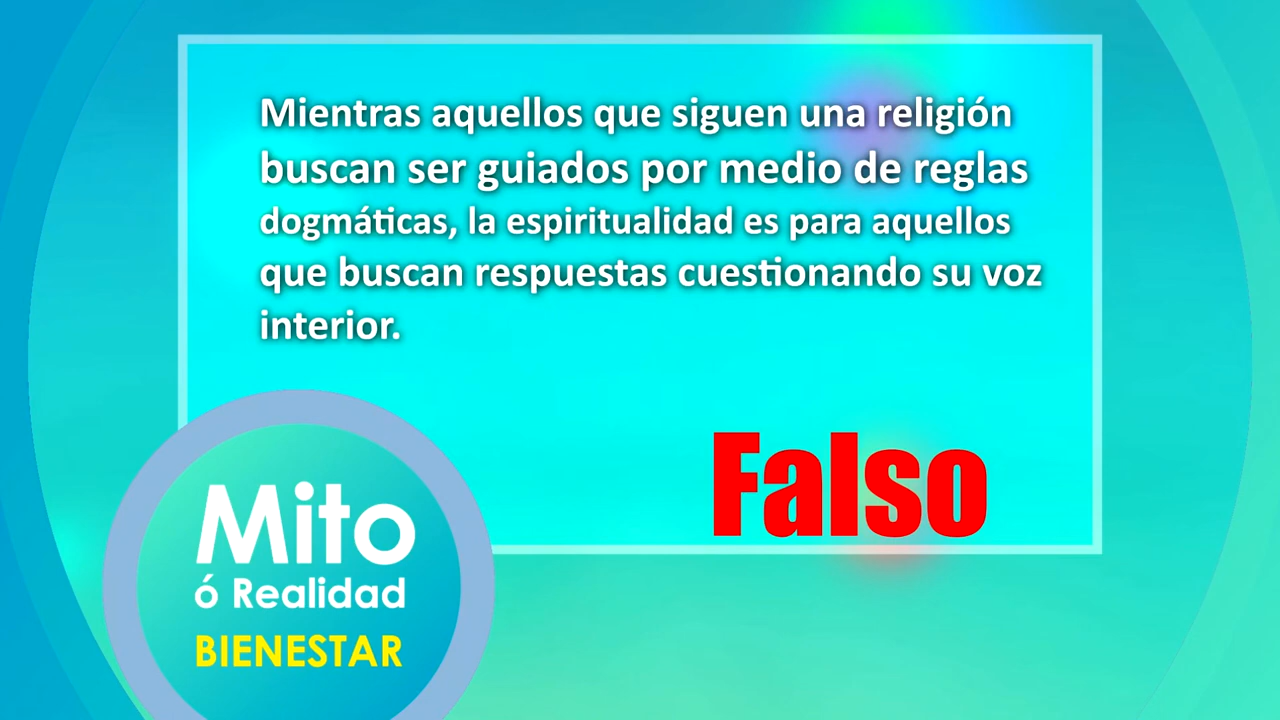 Mientras aquellos que siguen una religión
buscan ser guiados por medio de reglas
dogmáticas, la espiritualidad es para aquellos
que buscan respuestas cuestionando su voz
interior.
Falso
Mito
ó Realidad
BIENESTAR